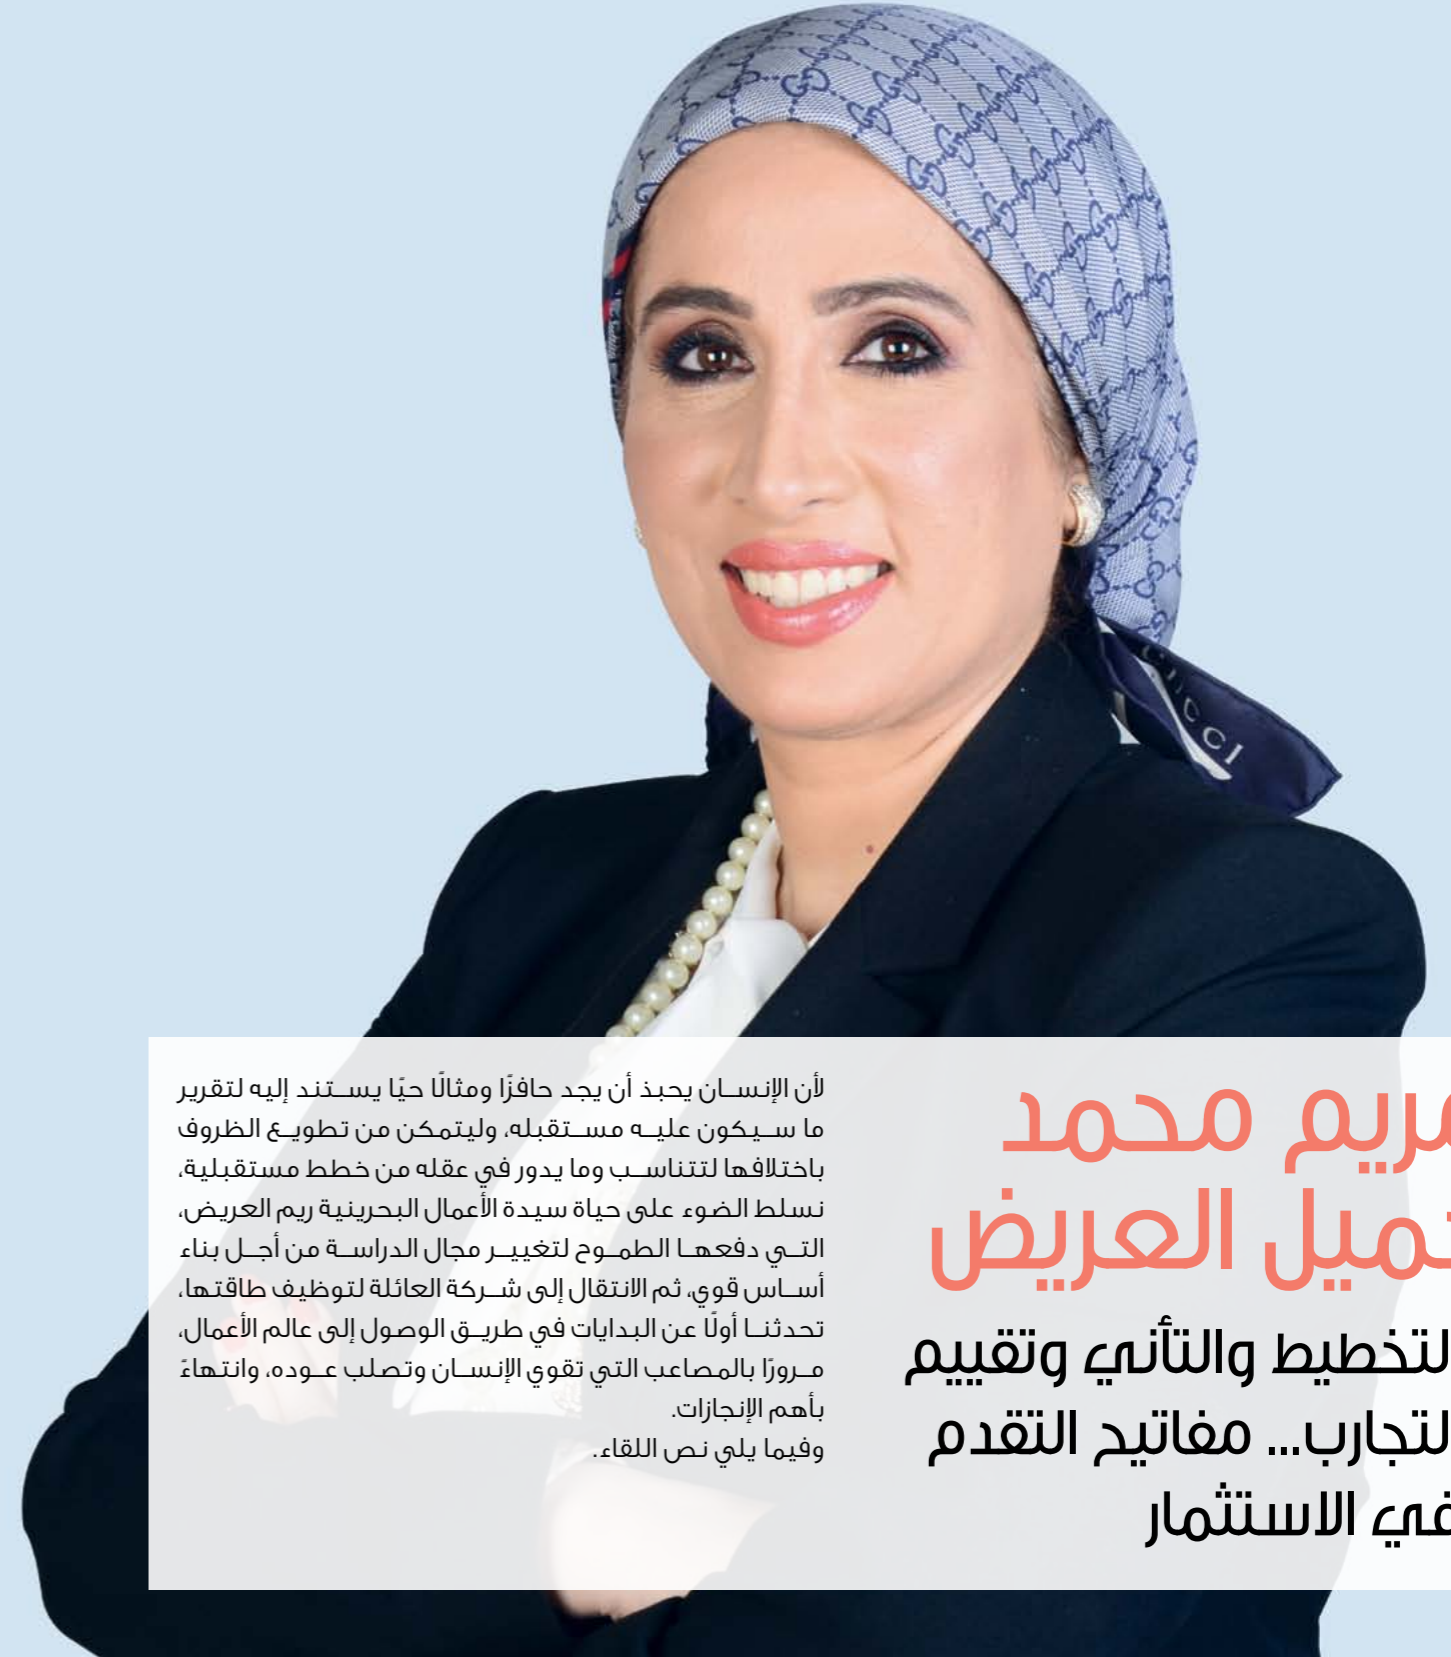 GUCCI
مريم محمد
جميل العريض
لتخطيط والتأني وتقييم
لتجارب... مفاتيح التقدم
في الاستثمار
لأن الإنسان يحبذ أن يجد حافزًا ومثالًا حيًا يستند إليه لتقرير
ما سيكون عليه مستقبله، وليتمكن من تطويع الظروف
باختلافها لتتناسب وما يدور في عقله من خطط مستقبلية،
نسلط الضوء على حياة سيدة الأعمال البحرينية ريم العريض،
التي دفعها الطموح لتغيير مجال الدراسة من أجل بناء
أساس قوي، ثم الانتقال إلى شركة العائلة لتوظيف طاقتها،
تحدثنا أولًا عن البدايات في طريق الوصول إلى عالم الأعمال،
مرورًا بالمصاعب التي تقوي الإنسان وتصلب عوده، وانتهاءً
بأهم الإنجازات.
وفيما يلي نص اللقاء.